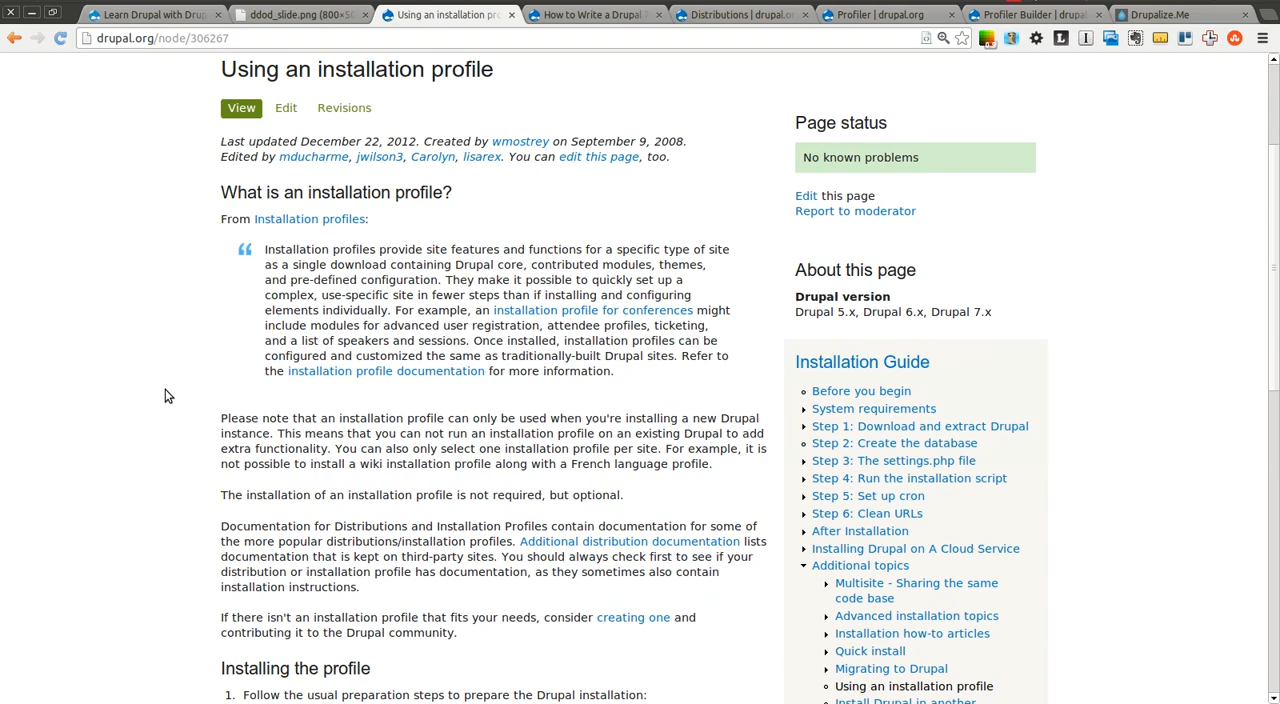 Learn Drupal with Drup
ddod_slide.png (800×50
Using an installation pro
How to Write a Drupal 7
Distributions | drupal.or
Profiler | drupal.org
Profiler Builder | drupal
Drupalize.Me
drupal.org/node/306267
Using an installation profile
View
Edit
Revisions
Last updated December 22, 2012. Created by wmostrey on September 9, 2008.
Edited by mducharme, jwilson3, Carolyn, lisarex. You can edit this page, too.
What is an installation profile?
From Installation profiles:
Installation profiles provide site features and functions for a specific type of site
as a single download containing Drupal core, contributed modules, themes,
and pre-defined configuration. They make it possible to quickly set up a
complex, use-specific site in fewer steps than if installing and configuring
elements individually. For example, an installation profile for conferences might
include modules for advanced user registration, attendee profiles, ticketing,
and a list of speakers and sessions. Once installed, installation profiles can be
configured and customized the same as traditionally-built Drupal sites. Refer to
the installation profile documentation for more information.
Please note that an installation profile can only be used when you're installing a new Drupal
instance. This means that you can not run an installation profile on an existing Drupal to add
extra functionality. You can also only select one installation profile per site. For example, it is
not possible to install a wiki installation profile along with a French language profile.
The installation of an installation profile is not required, but optional.
Documentation for Distributions and Installation Profiles contain documentation for some of
the more popular distributions/installation profiles. Additional distribution documentation lists
documentation that is kept on third-party sites. You should always check first to see if your
distribution or installation profile has documentation, as they sometimes also contain
installation instructions.
If there isn't an installation profile that fits your needs, consider creating one and
contributing it to the Drupal community.
Installing the profile
1. Follow the usual preparation steps to prepare the Drupal installation:
Page status
No known problems
Edit this page
Report to moderator
About this page
Drupal version
Drupal 5.x, Drupal 6.x, Drupal 7.x
Installation Guide
Before you begin
System requirements
Step 1: Download and extract Drupal
Step 2: Create the database
Step 3: The settings.php file
Step 4: Run the installation script
Step 5: Set up cron
Step 6: Clean URLs
After Installation
Installing Drupal on A Cloud Service
Additional topics
Multisite - Sharing the same
code base
Advanced installation topics
Installation how-to articles
Quick install
Migrating to Drupal
Using an installation profile
Install Drupal in another